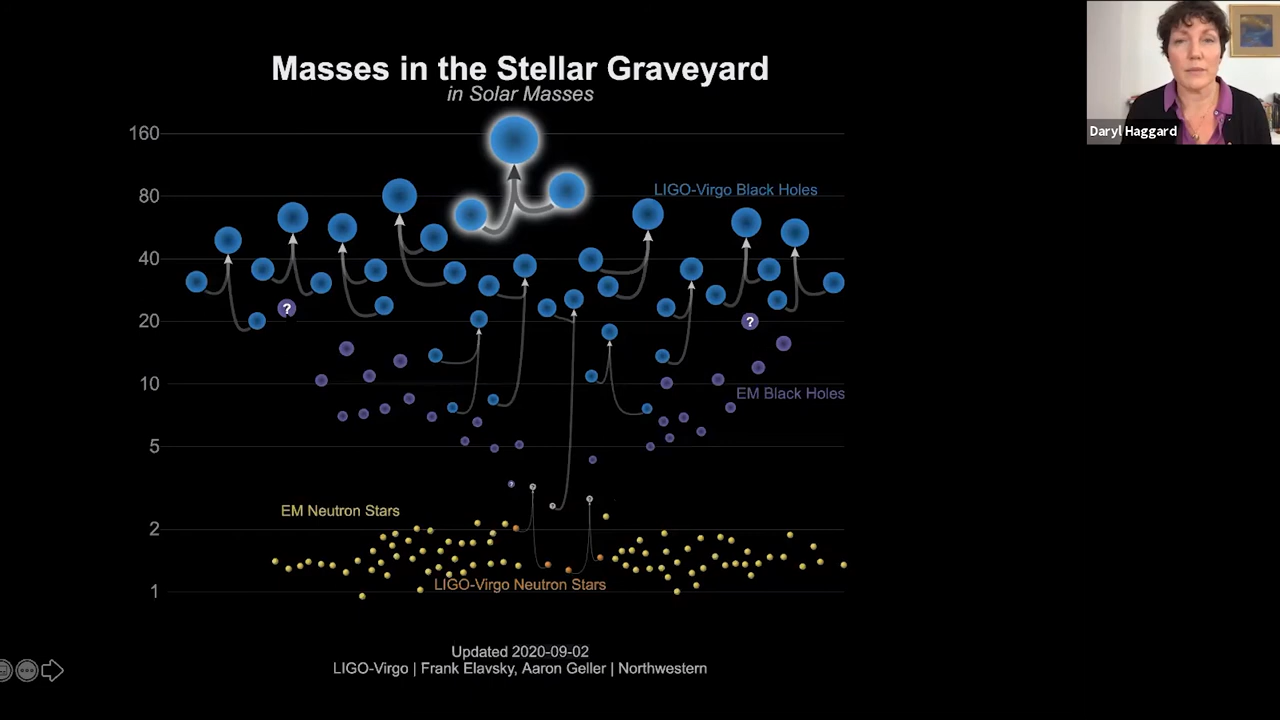 Masses in the Stellar Graveyard
in Solar Masses
Daryl Haggard
160
80
LIGO-Virgo Black Holes
40
?
20
?
10
EM Black Holes
5
?
?
?
?
EM Neutron Stars
2
LIGO-Virgo Neutron Stars
1
Updated 2020-09-02
LIGO-Virgo | Frank Elavsky, Aaron Geller | Northwestern